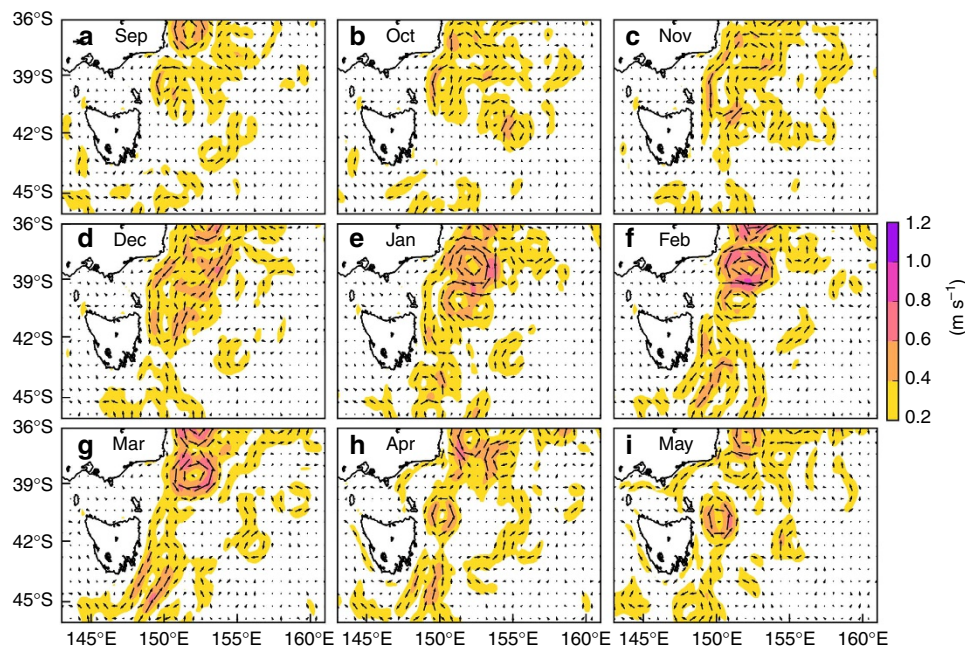 36°S
a Sep
b Oct
c Nov
39°S
42°S
45°S
36°S
d Dec
e Jan
f Feb
39°S
42°S
45°S
1.2
1.0
0.8
0.6
0.4
0.2
(m s⁻¹)
36°S
g Mar
h Apr
i May
39°S
42°S
45°S
145°E 150°E 155°E 160°E
145°E 150°E 155°E 160°E
145°E 150°E 155°E 160°E